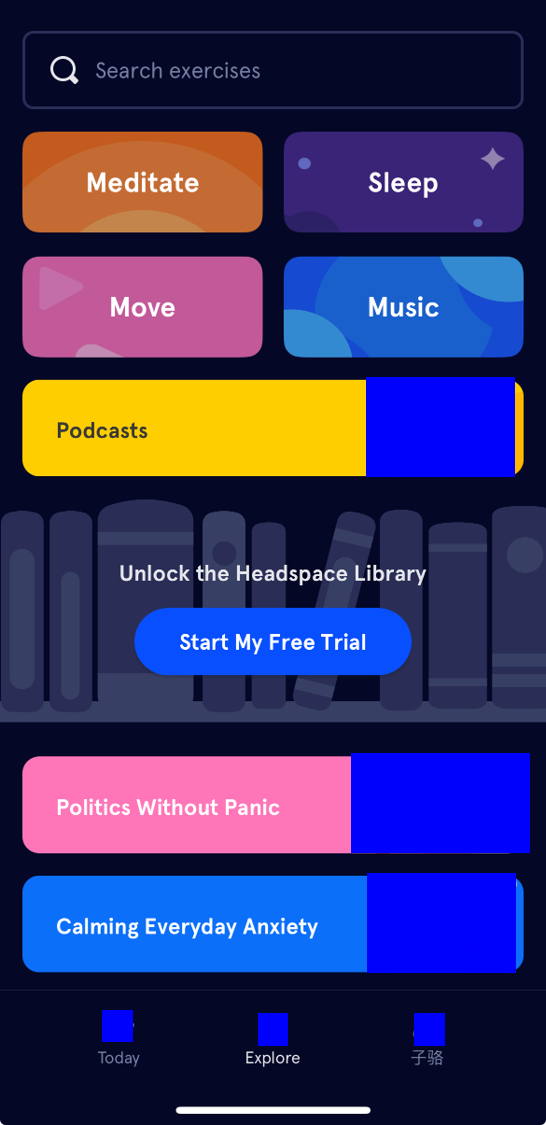 Search exercises
Meditate
Sleep
Move
Music
Podcasts
Unlock the Headspace Library
Start My Free Trial
Politics Without Panic
Calming Everyday Anxiety
Today
Explore
子骆